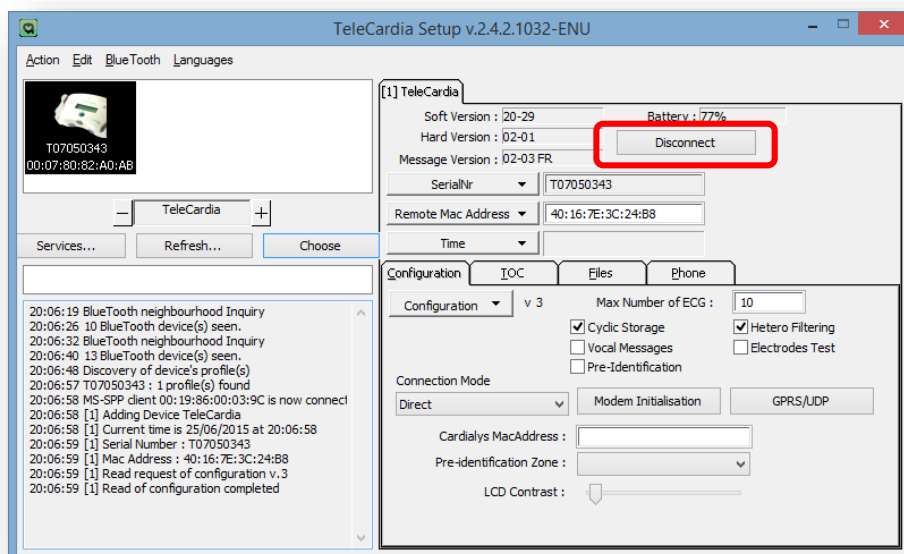 TeleCardia Setup v.2.4.2.1032-ENU
Action Edit BlueTooth Languages
T07050343
00:07:80:82:A0:AB
TeleCardia
Services... Refresh... Choose
20:06:19 BlueTooth neighbourhood Inquiry
20:06:26 10 BlueTooth device(s) seen.
20:06:32 BlueTooth neighbourhood Inquiry
20:06:40 13 BlueTooth device(s) seen.
20:06:48 Discovery of device's profile(s)
20:06:57 T07050343 : 1 profile(s) found
20:06:58 MS-SPP client 00:19:86:00:03:9C is now connect
20:06:58 [1] Adding Device TeleCardia
20:06:58 [1] Current time is 25/06/2015 at 20:06:58
20:06:59 [1] Serial Number : T07050343
20:06:59 [1] Mac Address : 40:16:7E:3C:24:B8
20:06:59 [1] Read request of configuration v.3
20:06:59 [1] Read of configuration completed
[1] TeleCardia
Soft Version : 20-29 Battery : 77%
Hard Version : 02-01 Disconnect
Message Version : 02-03 FR
SerialNr T07050343
Remote Mac Address 40:16:7E:3C:24:B8
Time
Configuration TOC Files Phone
Configuration v 3 Max Number of ECG : 10
Cyclic Storage Hetero Filtering
Vocal Messages Electrodes Test
Pre-Identification
Connection Mode
Direct Modem Initialisation GPRS/UDP
Cardialys MacAddress :
Pre-identification Zone :
LCD Contrast :